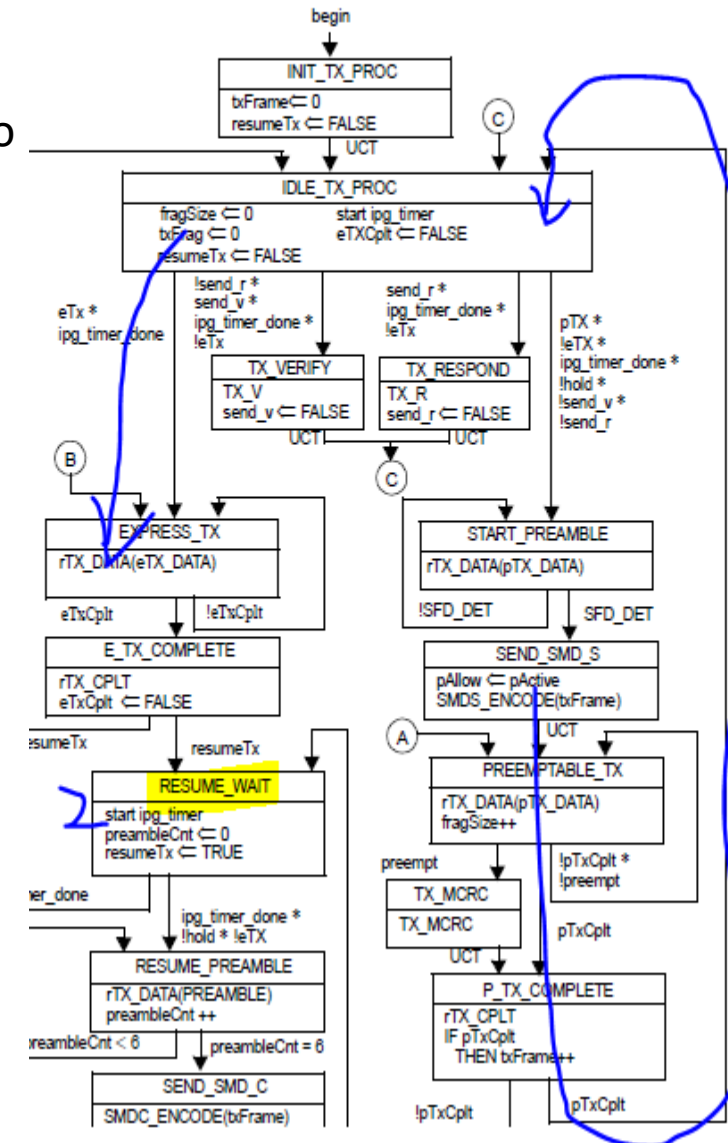 begin
INIT_TX_PROC
txFrame⇐ 0
resumeTx ⇐ FALSE
C
UCT
IDLE_TX_PROC
fragSize ⇐ 0 start ipg_timer
txFrag ⇐ 0 eTXCplt ⇐ FALSE
resumeTx ⇐ FALSE
eTx *
ipg_timer_done
!send_r *
send_v *
ipg_timer_done *
!eTx
send_r *
ipg_timer_done *
!eTx
pTX *
!eTX *
ipg_timer_done *
!hold *
!send_v *
!send_r
TX_VERIFY
TX_V
send_v ⇐ FALSE
TX_RESPOND
TX_R
send_r ⇐ FALSE
UCT
UCT
C
B
EXPRESS_TX
rTX_DATA(eTX_DATA)
eTxCplt
!eTxCplt
START_PREAMBLE
rTX_DATA(pTX_DATA)
!SFD_DET
SFD_DET
E_TX_COMPLETE
rTX_CPLT
eTxCplt ⇐ FALSE
SEND_SMD_S
pAllow ⇐ pActive
SMDS_ENCODE(txFrame)
esumeTx
resumeTx
A
UCT
RESUME_WAIT
start ipg_timer
preambleCnt ⇐ 0
resumeTx ⇐ TRUE
2
PREEMPTABLE_TX
rTX_DATA(pTX_DATA)
fragSize++
preempt
!pTxCplt *
!preempt
er_done
ipg_timer_done *
!hold * !eTX
TX_MCRC
TX_MCRC
UCT
pTxCplt
RESUME_PREAMBLE
rTX_DATA(PREAMBLE)
preambleCnt ++
P_TX_COMPLETE
rTX_CPLT
IF pTxCplt
THEN txFrame++
reambleCnt < 6
preambleCnt = 6
SEND_SMD_C
SMDC_ENCODE(txFrame)
!pTxCplt
pTxCplt